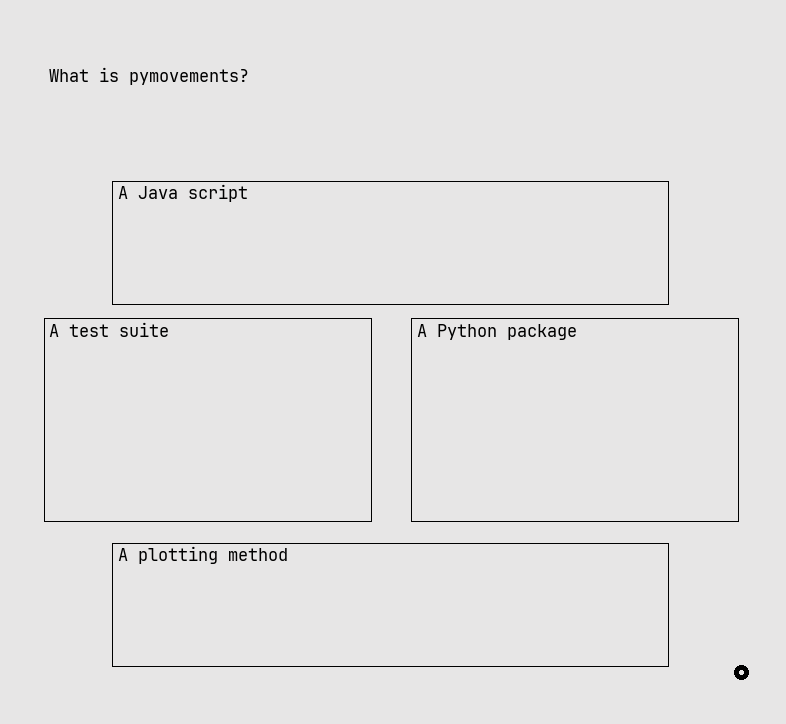 What is pymovements?
A Java script
A test suite
A Python package
A plotting method